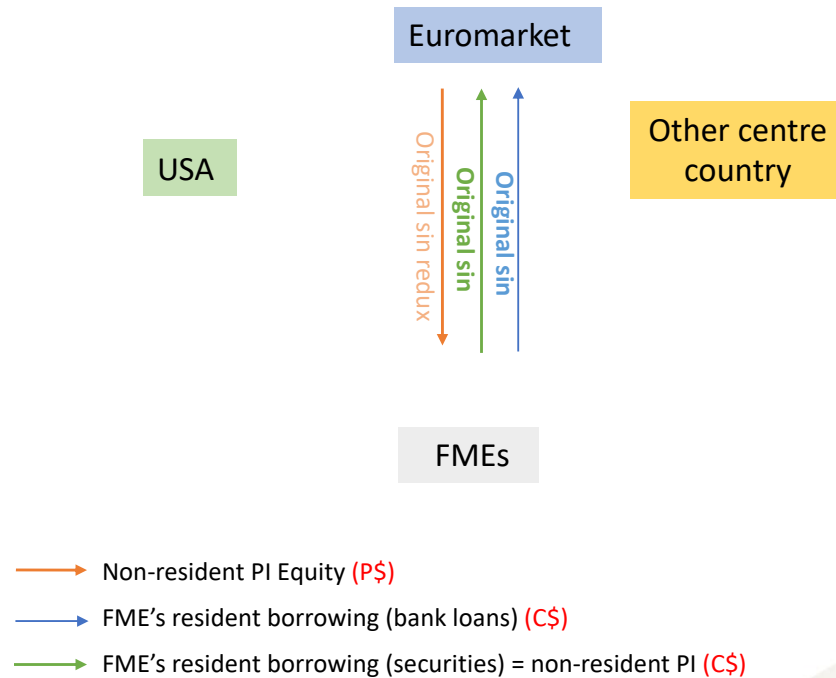 Euromarket
USA
Other centre
country
Original sin redux
Original sin
Original sin
FMEs
Non-resident PI Equity (P$)
FME’s resident borrowing (bank loans) (C$)
FME’s resident borrowing (securities) = non-resident PI (C$)